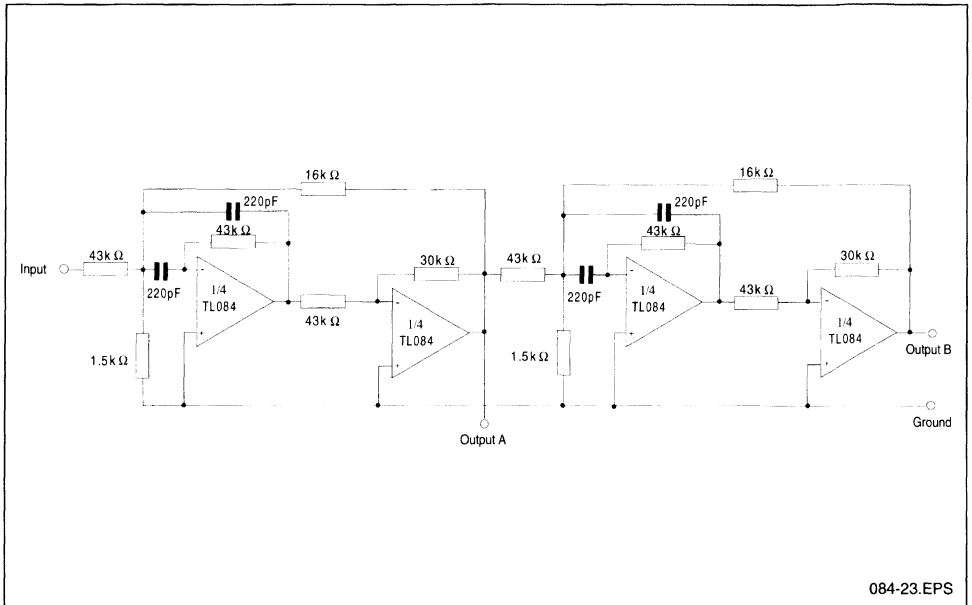 16k Ω
16k Ω
220pF
220pF
43k Ω
43k Ω
Input
43k Ω
30k Ω
43k Ω
30k Ω
220pF
1/4
TL084
43k Ω
220pF
1/4
TL084
43k Ω
1.5k Ω
1/4
TL084
1.5k Ω
1/4
TL084
Output B
Output A
Ground
084-23.EPS